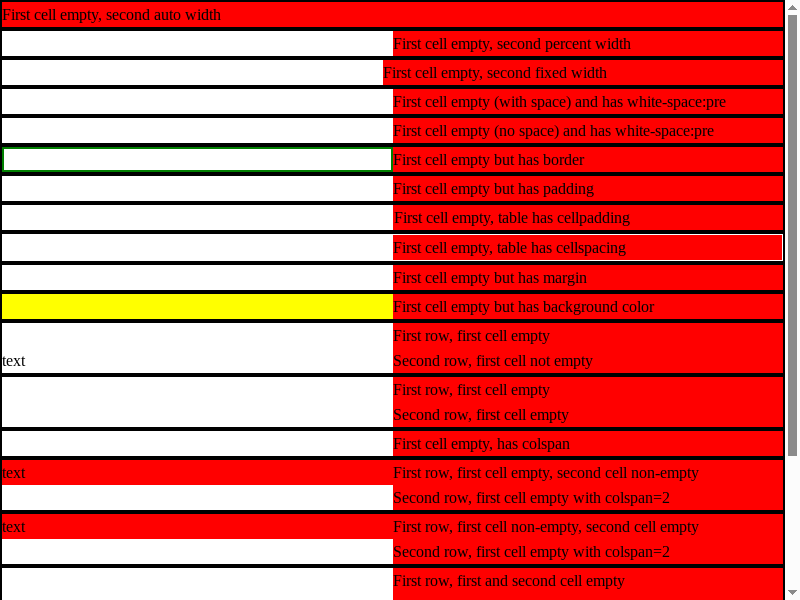 First cell empty, second auto width
First cell empty, second percent width
First cell empty, second fixed width
First cell empty (with space) and has white-space:pre
First cell empty (no space) and has white-space:pre
First cell empty but has border
First cell empty but has padding
First cell empty, table has cellpadding
First cell empty, table has cellspacing
First cell empty but has margin
First cell empty but has background color
First row, first cell empty
text Second row, first cell not empty
First row, first cell empty
Second row, first cell empty
First cell empty, has colspan
text First row, first cell empty, second cell non-empty
Second row, first cell empty with colspan=2
text First row, first cell non-empty, second cell empty
Second row, first cell empty with colspan=2
First row, first and second cell empty